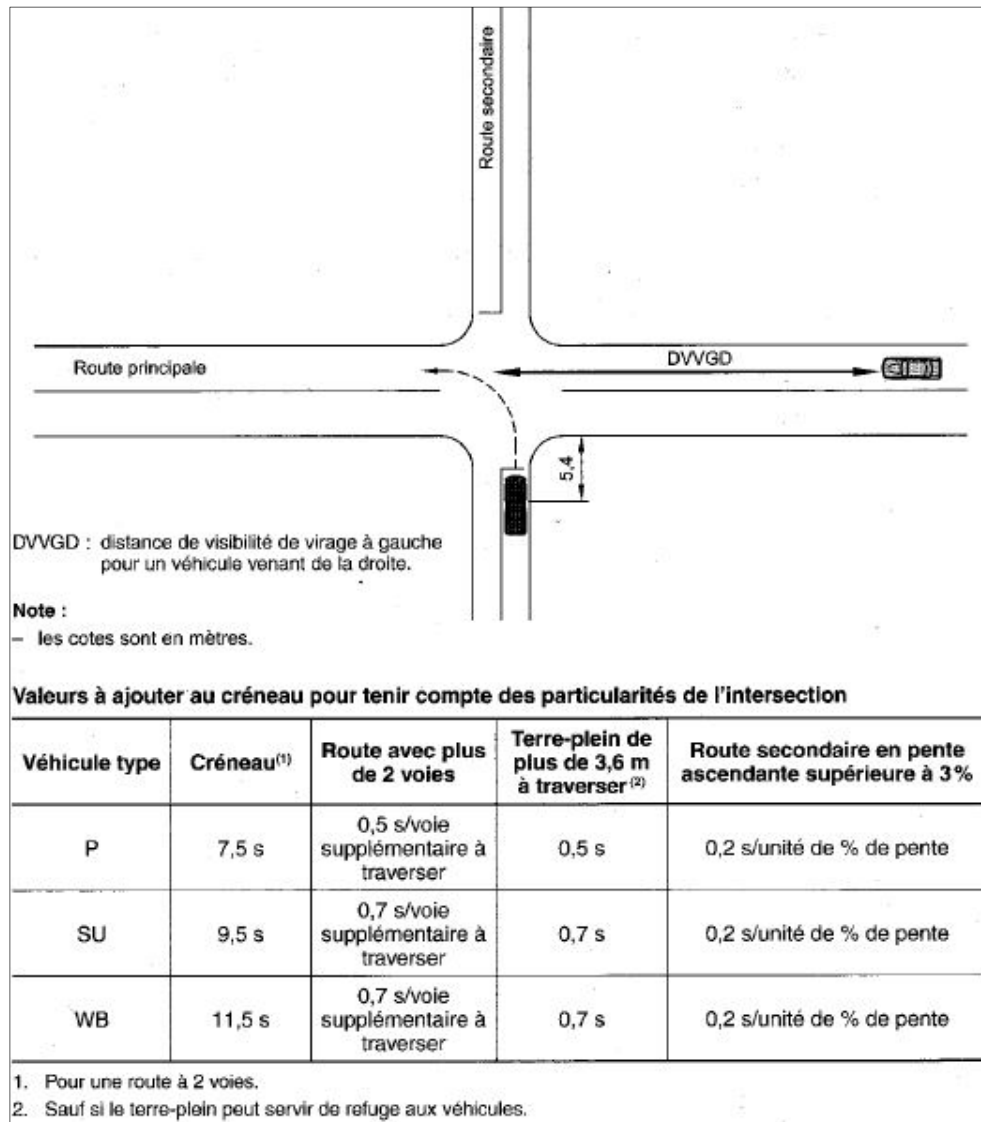 Route secondaire
Route principale
DVVGD
5,4
DVVGD : distance de visibilité de virage à gauche
pour un véhicule venant de la droite.
Note :
– les cotes sont en mètres.
Valeurs à ajouter au créneau pour tenir compte des particularités de l'intersection
Véhicule type
Créneau(1)
Route avec plus
de 2 voies
Terre-plein de
plus de 3,6 m
à traverser(2)
Route secondaire en pente
ascendante supérieure à 3%
P
7,5 s
0,5 s/voie
supplémentaire à
traverser
0,5 s
0,2 s/unité de % de pente
SU
9,5 s
0,7 s/voie
supplémentaire à
traverser
0,7 s
0,2 s/unité de % de pente
WB
11,5 s
0,7 s/voie
supplémentaire à
traverser
0,7 s
0,2 s/unité de % de pente
1. Pour une route à 2 voies.
2. Sauf si le terre-plein peut servir de refuge aux véhicules.